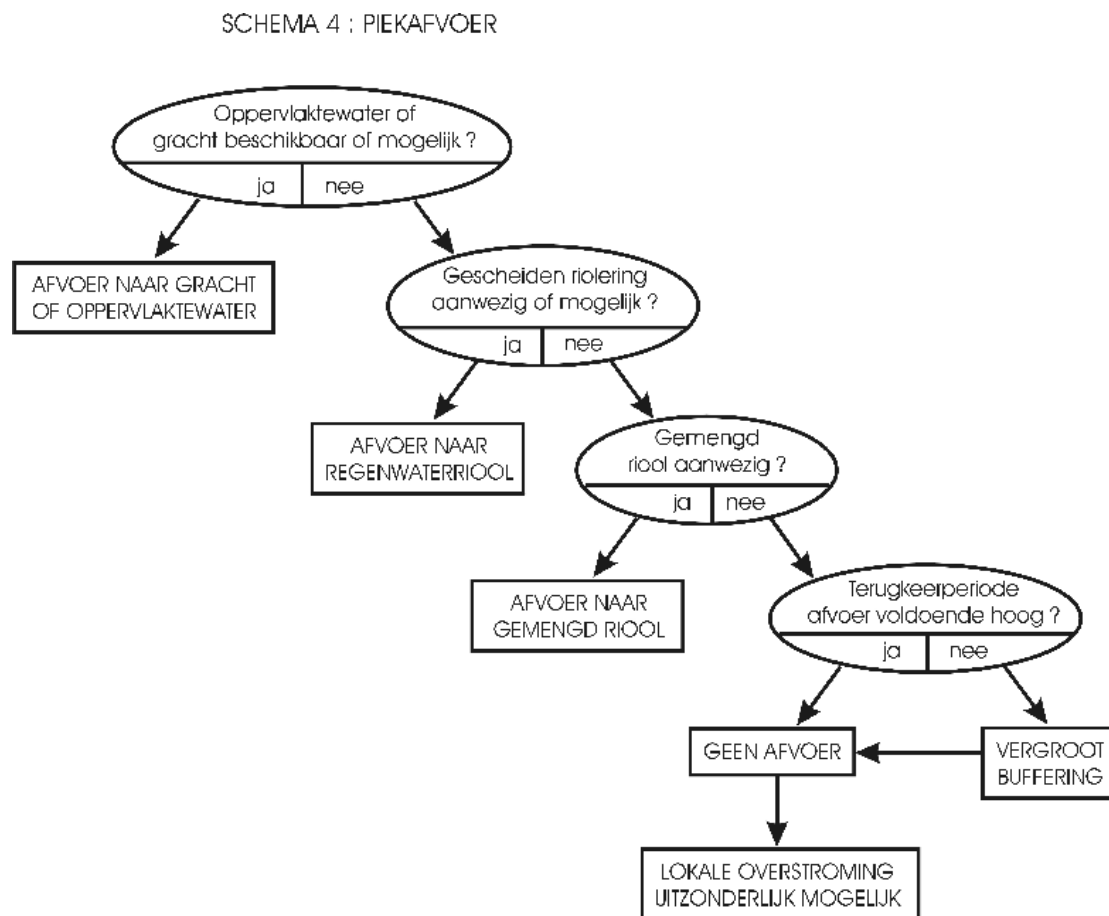 SCHEMA 4 : PIEKAFVOER
Oppervlaktewater of
gracht beschikbaar of mogelijk ?
ja nee
AFVOER NAAR GRACHT
OF OPPERVLAKTEWATER
Gescheiden riolering
aanwezig of mogelijk ?
ja nee
AFVOER NAAR
REGENWATERRIOOL
Gemengd
riool aanwezig ?
ja nee
AFVOER NAAR
GEMENGD RIOOL
Terugkeerperiode
afvoer voldoende hoog ?
ja nee
GEEN AFVOER
VERGROOT
BUFFERING
LOKALE OVERSTROMING
UITZONDERLIJK MOGELIJK